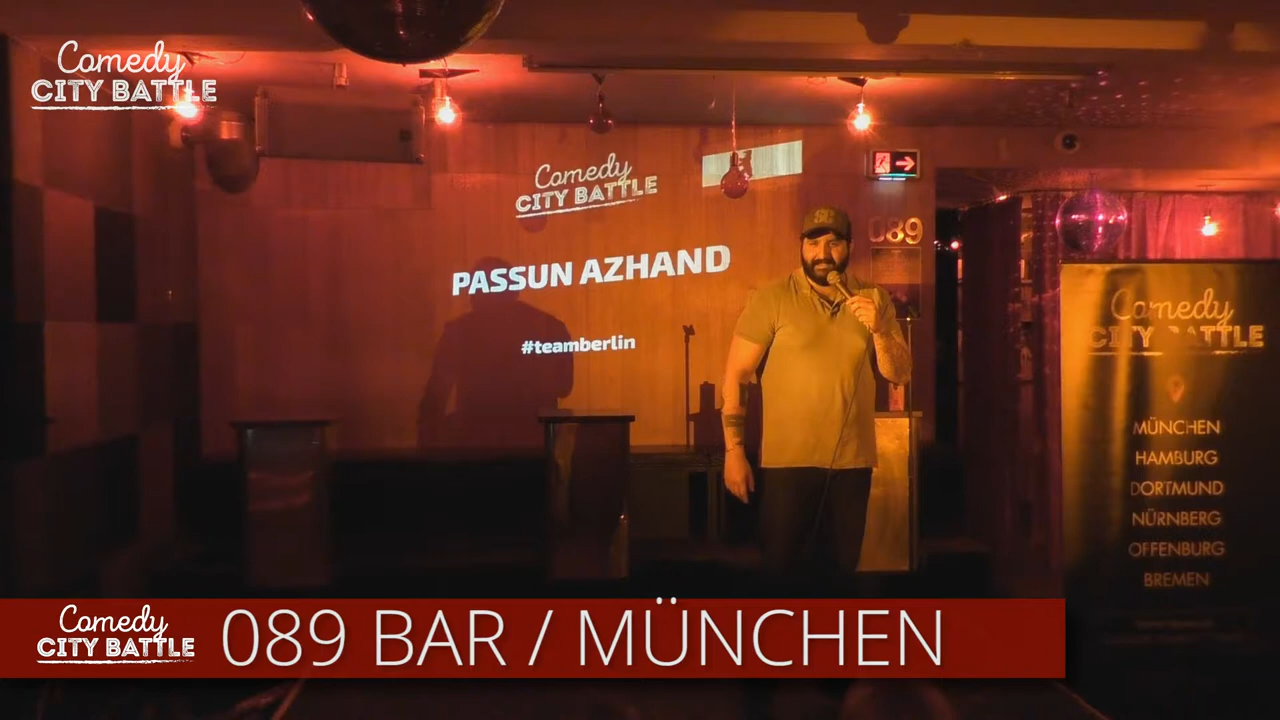 Comedy
CITY BATTLE
Comedy
CITY BATTLE
089
PASSUN AZHAND
#teamberlin
Comedy
CITY BATTLE
MÜNCHEN
HAMBURG
DORTMUND
NÜRNBERG
OFFENBURG
BREMEN
Comedy
CITY BATTLE
089 BAR / MÜNCHEN